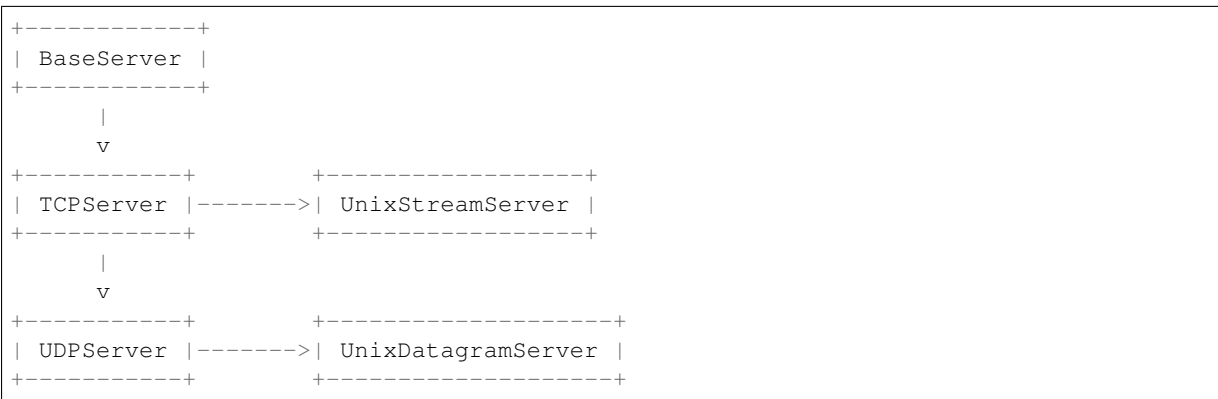 +------------+
| BaseServer |
+------------+
      |
      v
+-----------+        +------------------+
| TCPServer |------->| UnixStreamServer |
+-----------+        +------------------+
      |
      v
+-----------+        +--------------------+
| UDPServer |------->| UnixDatagramServer |
+-----------+        +--------------------+